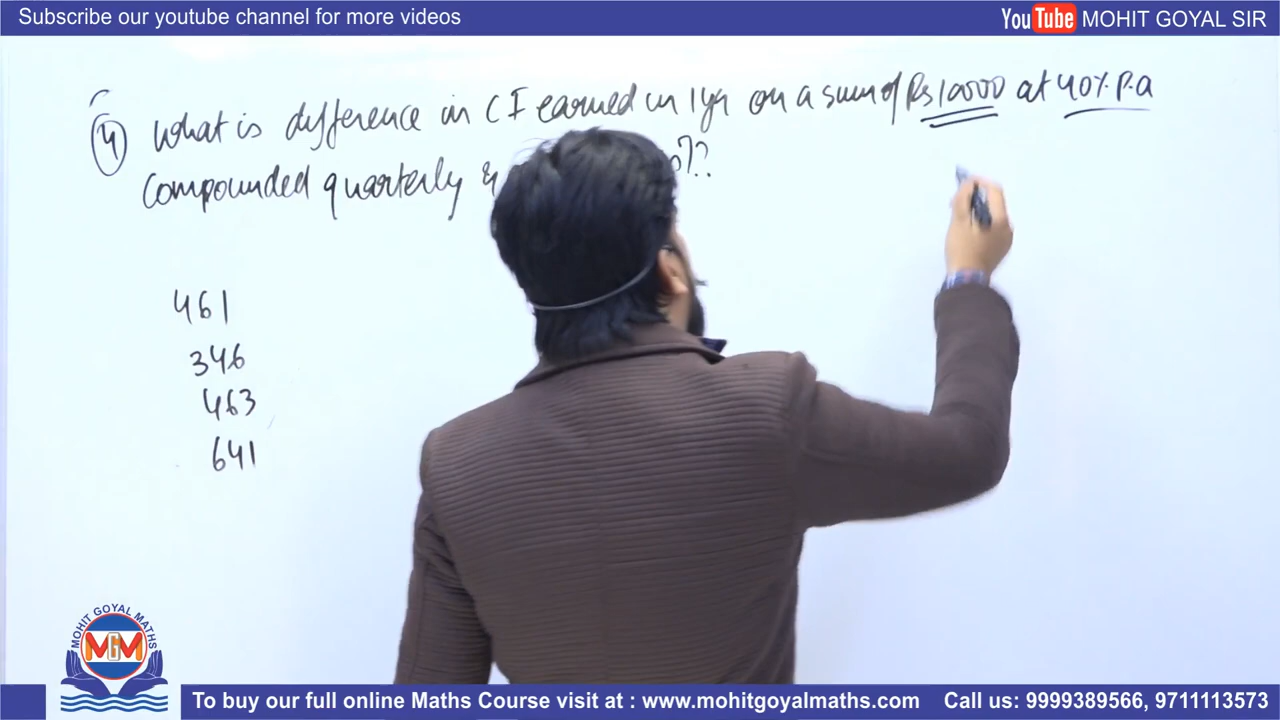 Subscribe our youtube channel for more videos
YouTube MOHIT GOYAL SIR
(4) What is difference in CI earned in 1yr on a sum of Rs 10000 at 40% P.a
compounded quarterly &
461
346
463
641
MOHIT GOYAL MATHS
MGM
To buy our full online Maths Course visit at : www.mohitgoyalmaths.com Call us: 9999389566, 9711113573